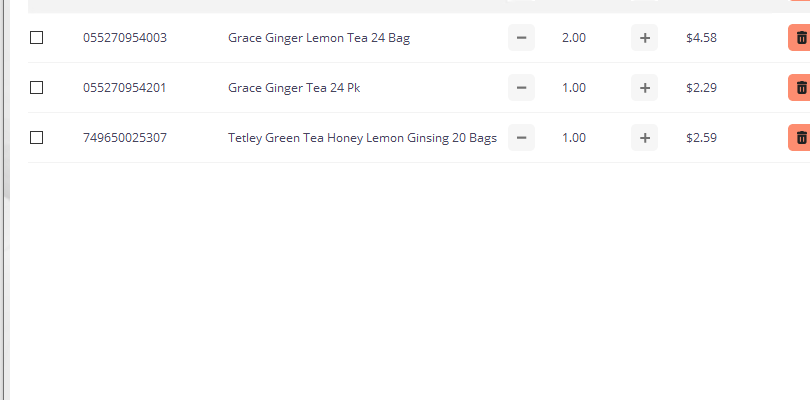 055270954003 Grace Ginger Lemon Tea 24 Bag − 2.00 + $4.58
055270954201 Grace Ginger Tea 24 Pk − 1.00 + $2.29
749650025307 Tetley Green Tea Honey Lemon Ginsing 20 Bags − 1.00 + $2.59